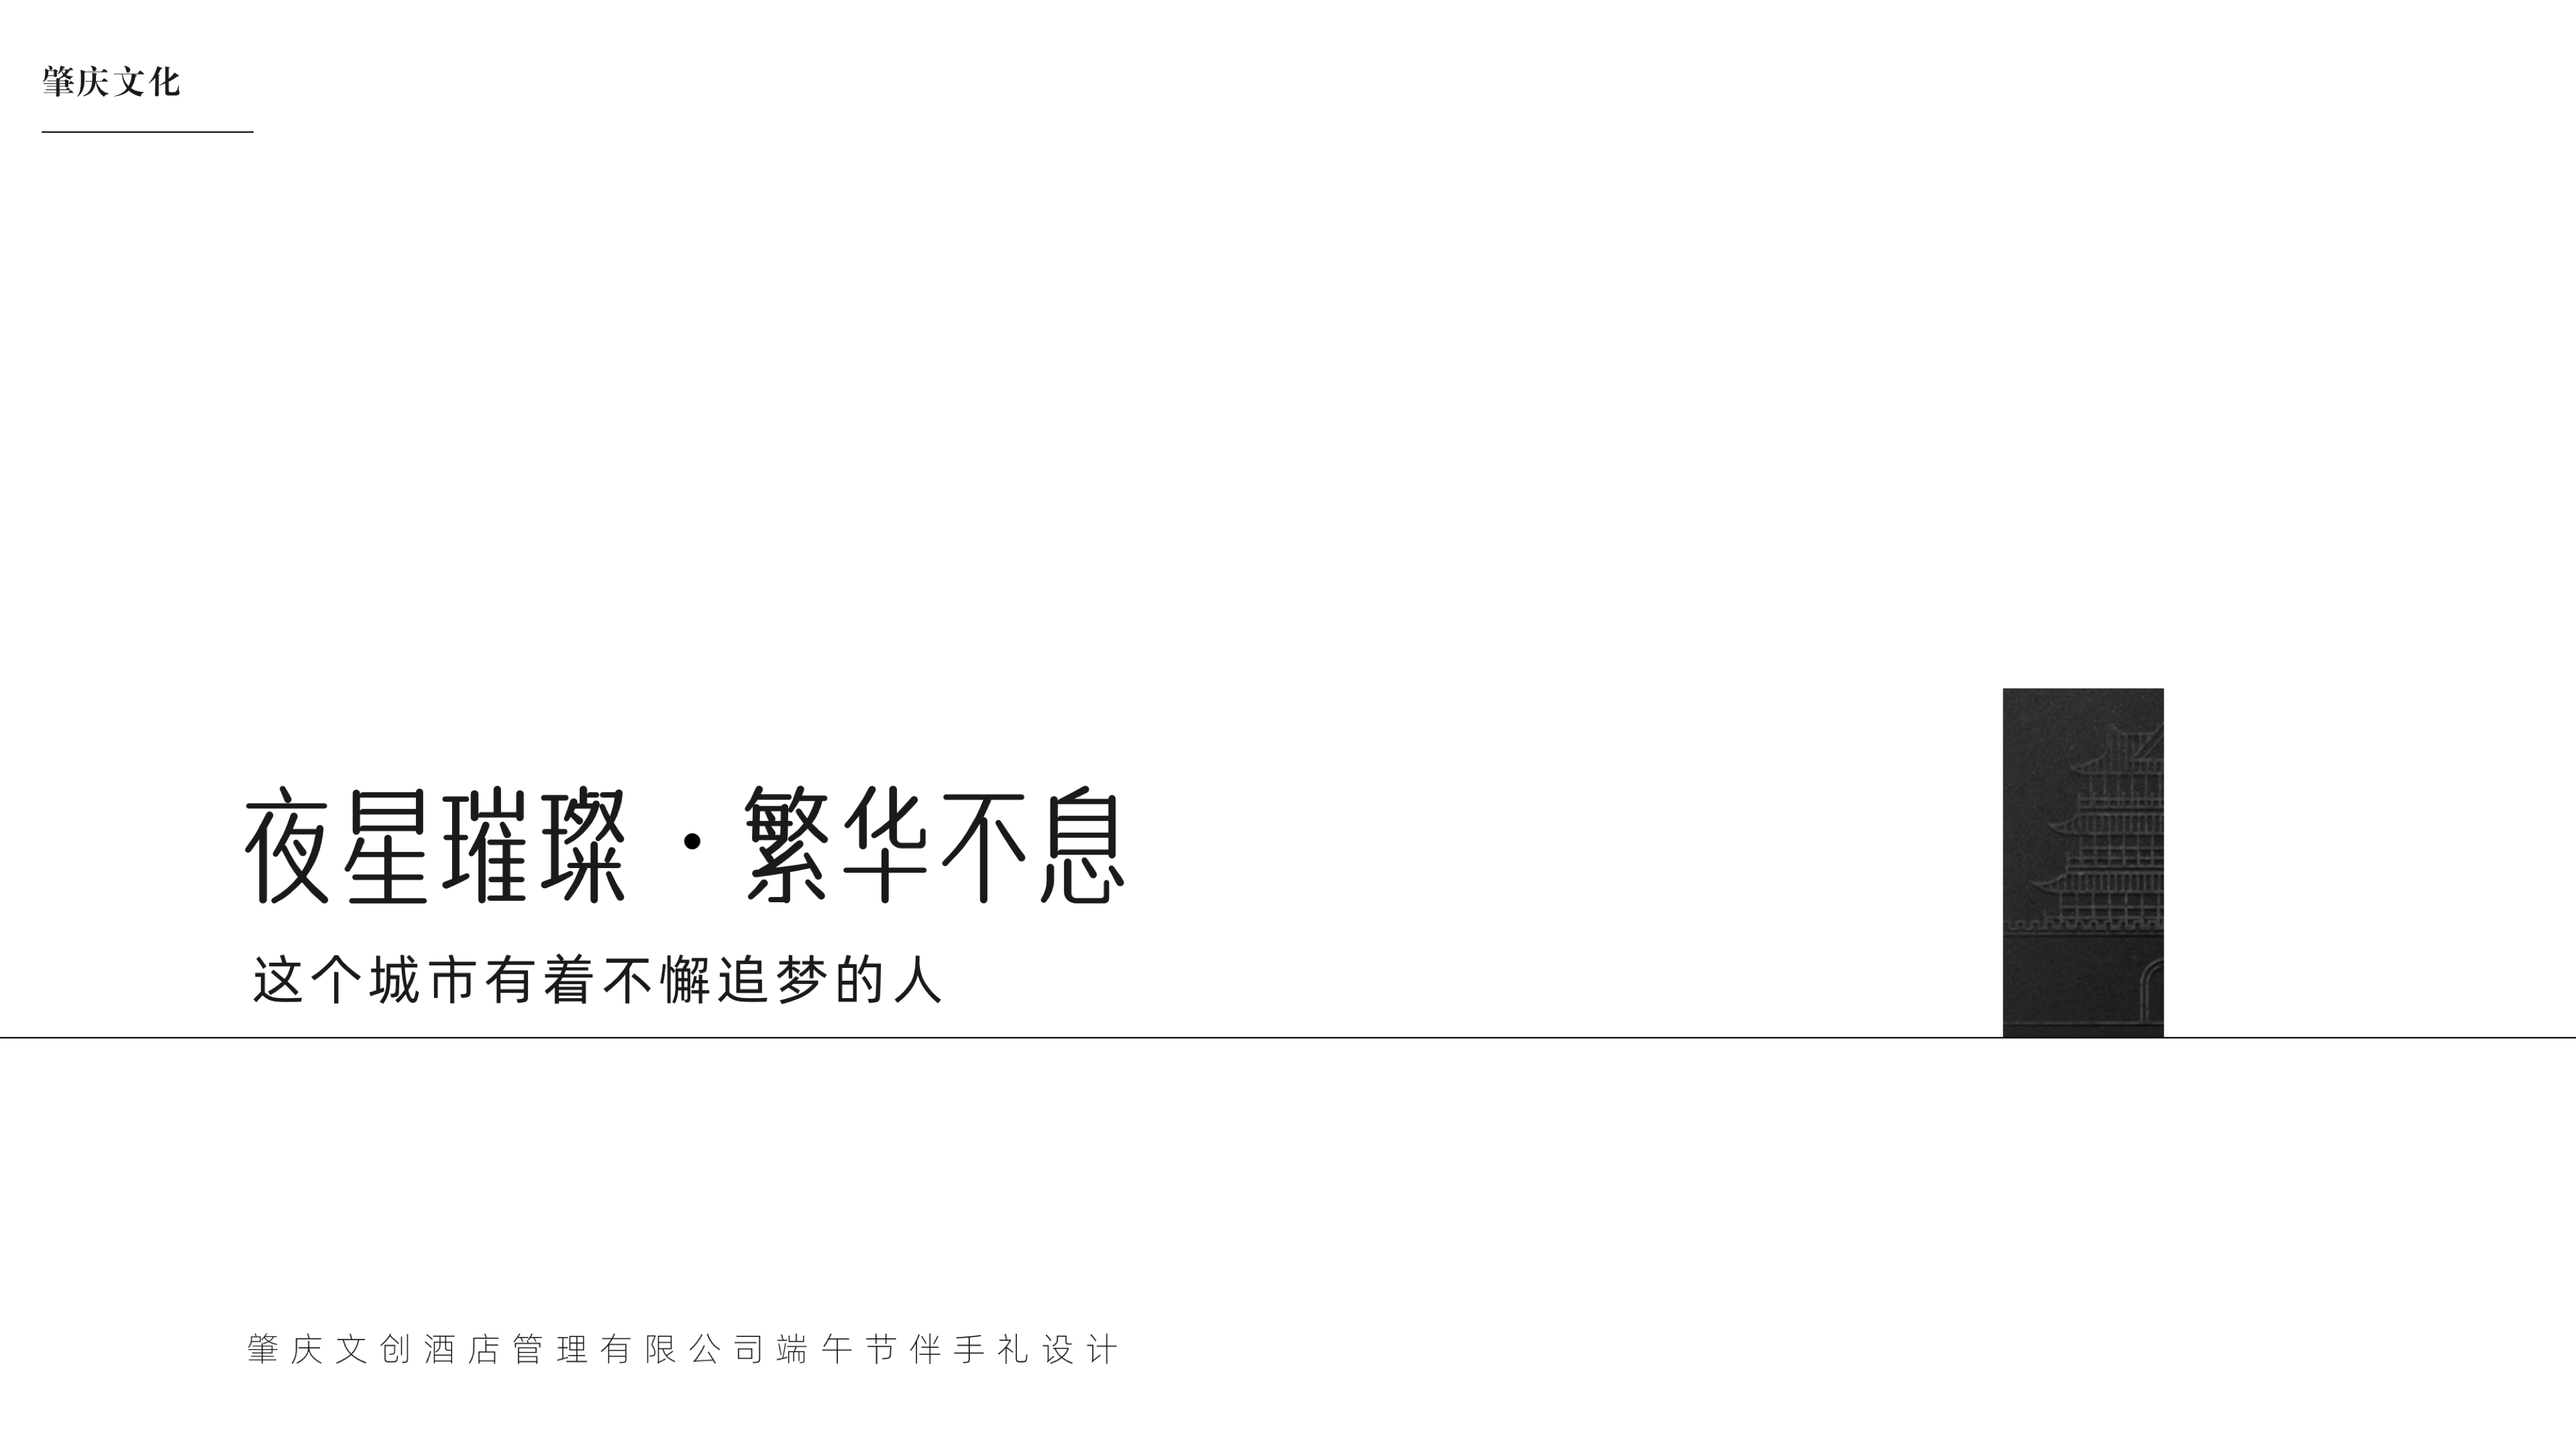 肇庆文化
夜星璀璨·繁华不息
这个城市有着不懈追梦的人
肇庆文创酒店管理有限公司端午节伴手礼设计